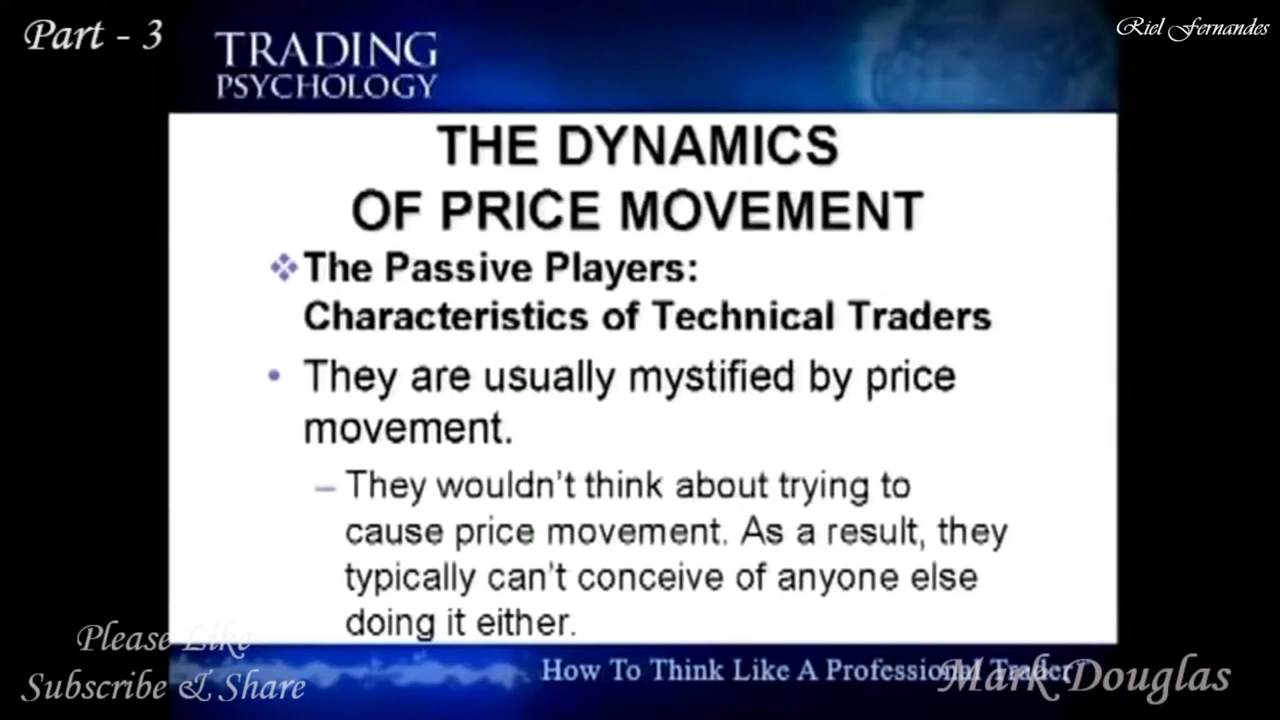 Part - 3
Riel Fernandes
TRADING
PSYCHOLOGY
THE DYNAMICS
OF PRICE MOVEMENT
❖ The Passive Players:
Characteristics of Technical Traders
• They are usually mystified by price
movement.
– They wouldn't think about trying to
cause price movement. As a result, they
typically can't conceive of anyone else
doing it either.
Please Like
Subscribe & Share
How To Think Like A Professional Trader
Mark Douglas